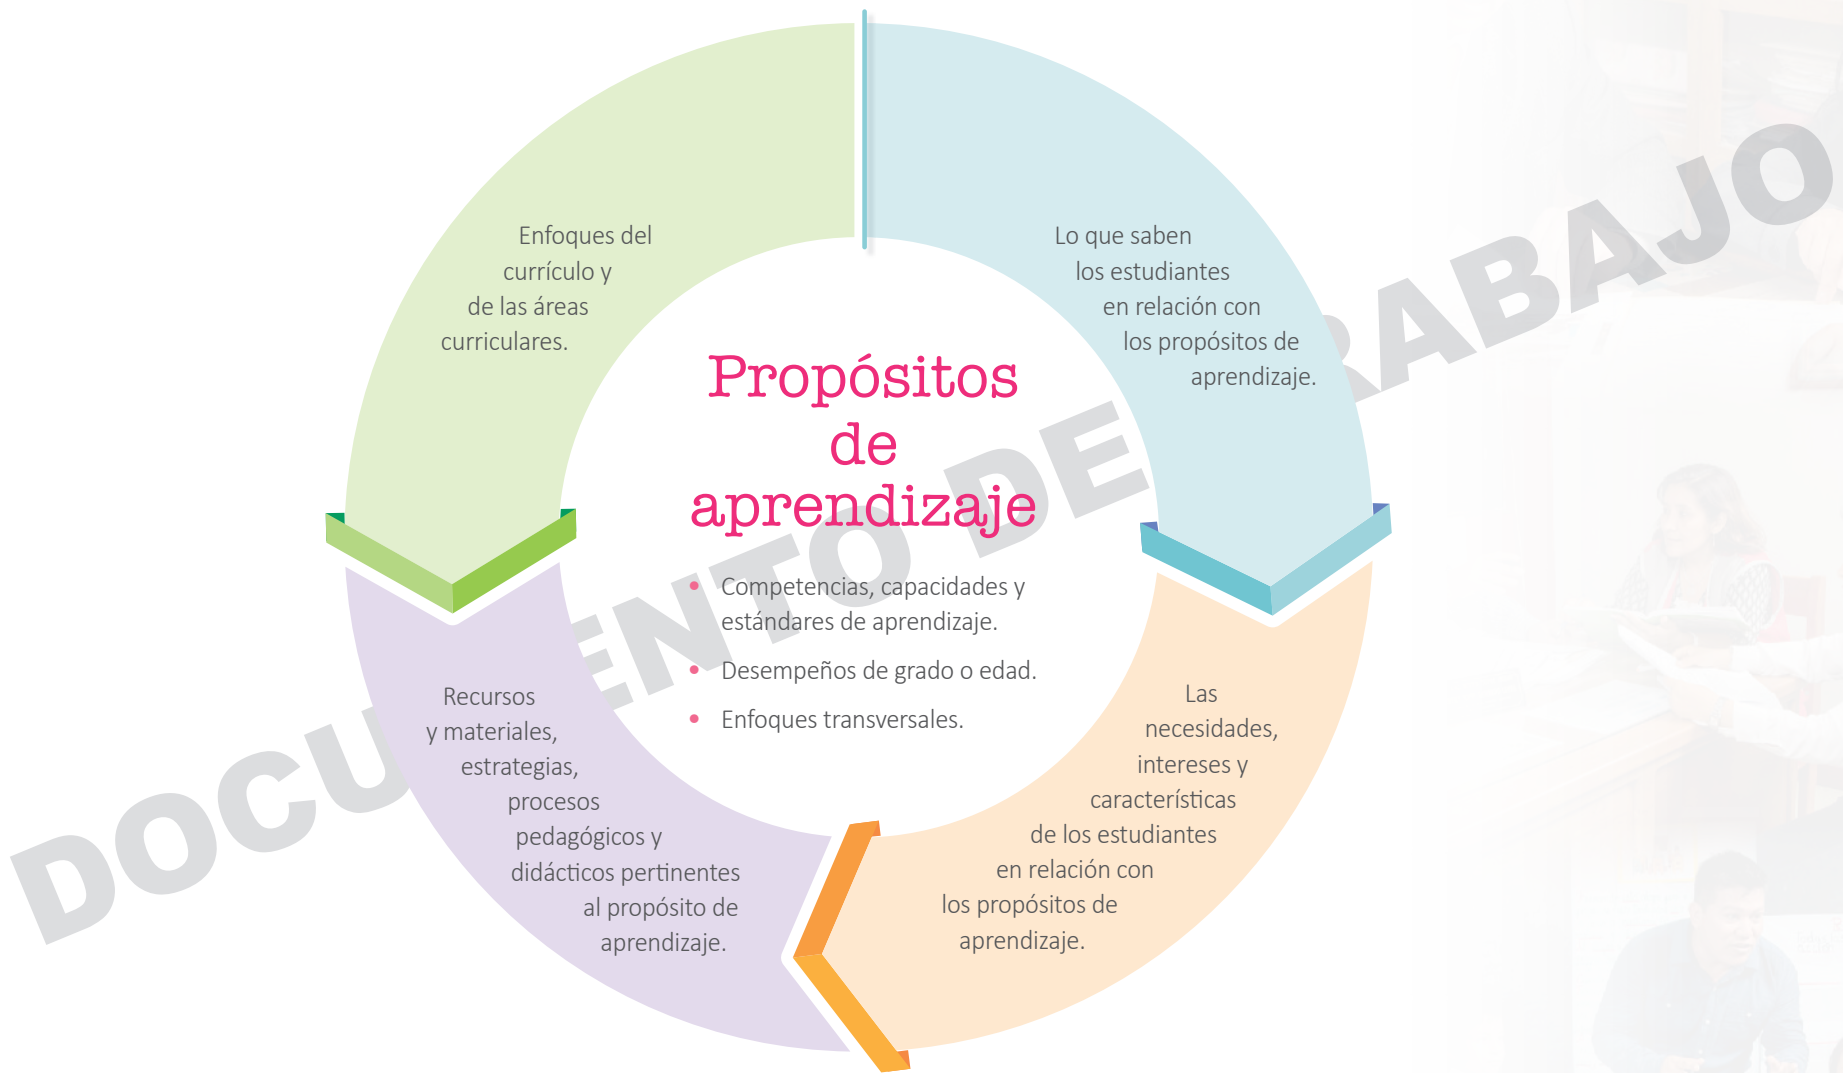 Enfoques del
currículo y
de las áreas
curriculares.
Lo que saben
los estudiantes
en relación con
los propósitos de
aprendizaje.
Propósitos
de
aprendizaje
• Competencias, capacidades y
estándares de aprendizaje.
• Desempeños de grado o edad.
• Enfoques transversales.
Recursos
y materiales,
estrategias,
procesos
pedagógicos y
didácticos pertinentes
al propósito de
aprendizaje.
Las
necesidades,
intereses y
características
de los estudiantes
en relación con
los propósitos de
aprendizaje.
DOCUMENTO DE TRABAJO